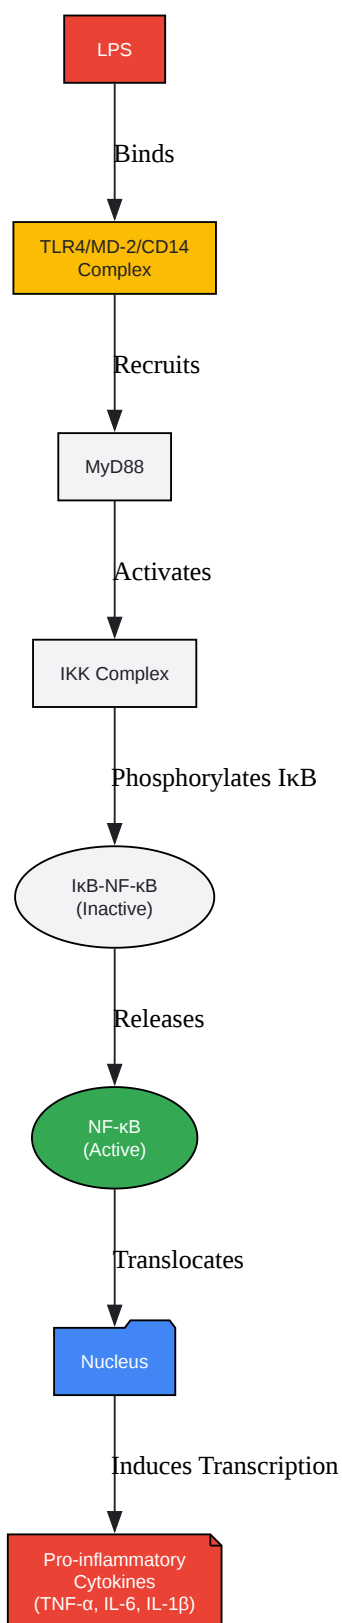 LPS
Binds
TLR4/MD-2/CD14
Complex
Recruits
MyD88
Activates
IKK Complex
Phosphorylates IκB
IκB-NF-κB
(Inactive)
Releases
NF-κB
(Active)
Translocates
Nucleus
Induces Transcription
Pro-inflammatory
Cytokines
(TNF-α, IL-6, IL-1β)